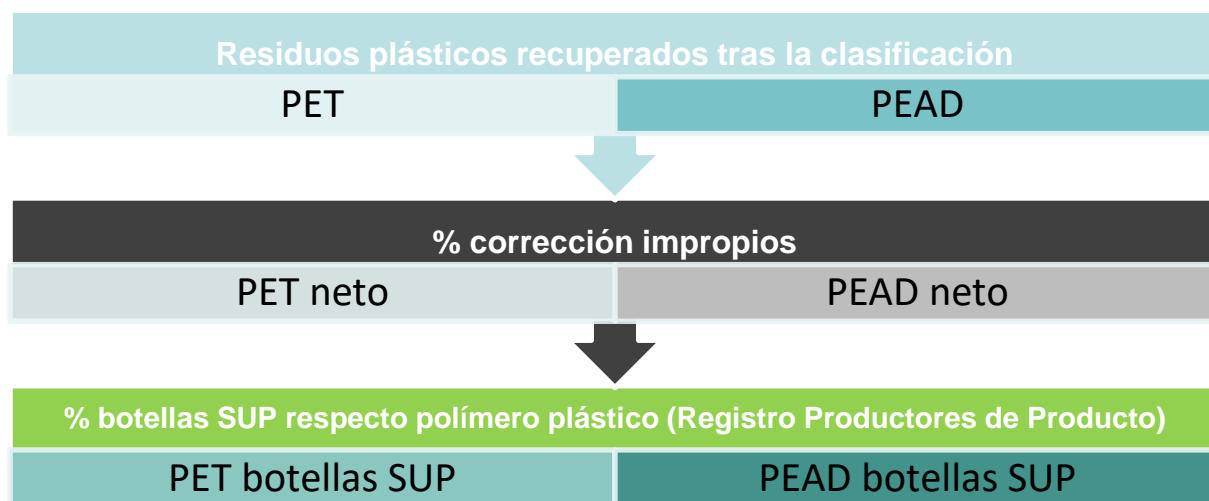 Residuos plásticos recuperados tras la clasificación
PET
PEAD
% corrección impropios
PET neto
PEAD neto
% botellas SUP respecto polímero plástico (Registro Productores de Producto)
PET botellas SUP
PEAD botellas SUP